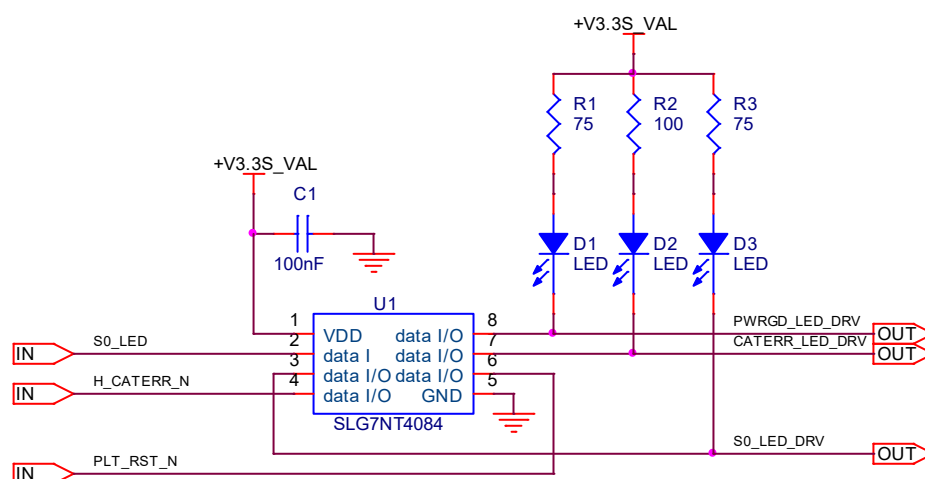 +V3.3S_VAL
R1
75
R2
100
R3
75
+V3.3S_VAL
C1
100nF
D1
LED
D2
LED
D3
LED
U1
1
VDD
data I/O
8
PWRGD_LED_DRV
OUT
IN
S0_LED
2
data I
data I/O
7
CATERR_LED_DRV
OUT
3
data I/O
data I/O
6
IN
H_CATERR_N
4
data I/O
GND
5
SLG7NT4084
S0_LED_DRV
OUT
IN
PLT_RST_N